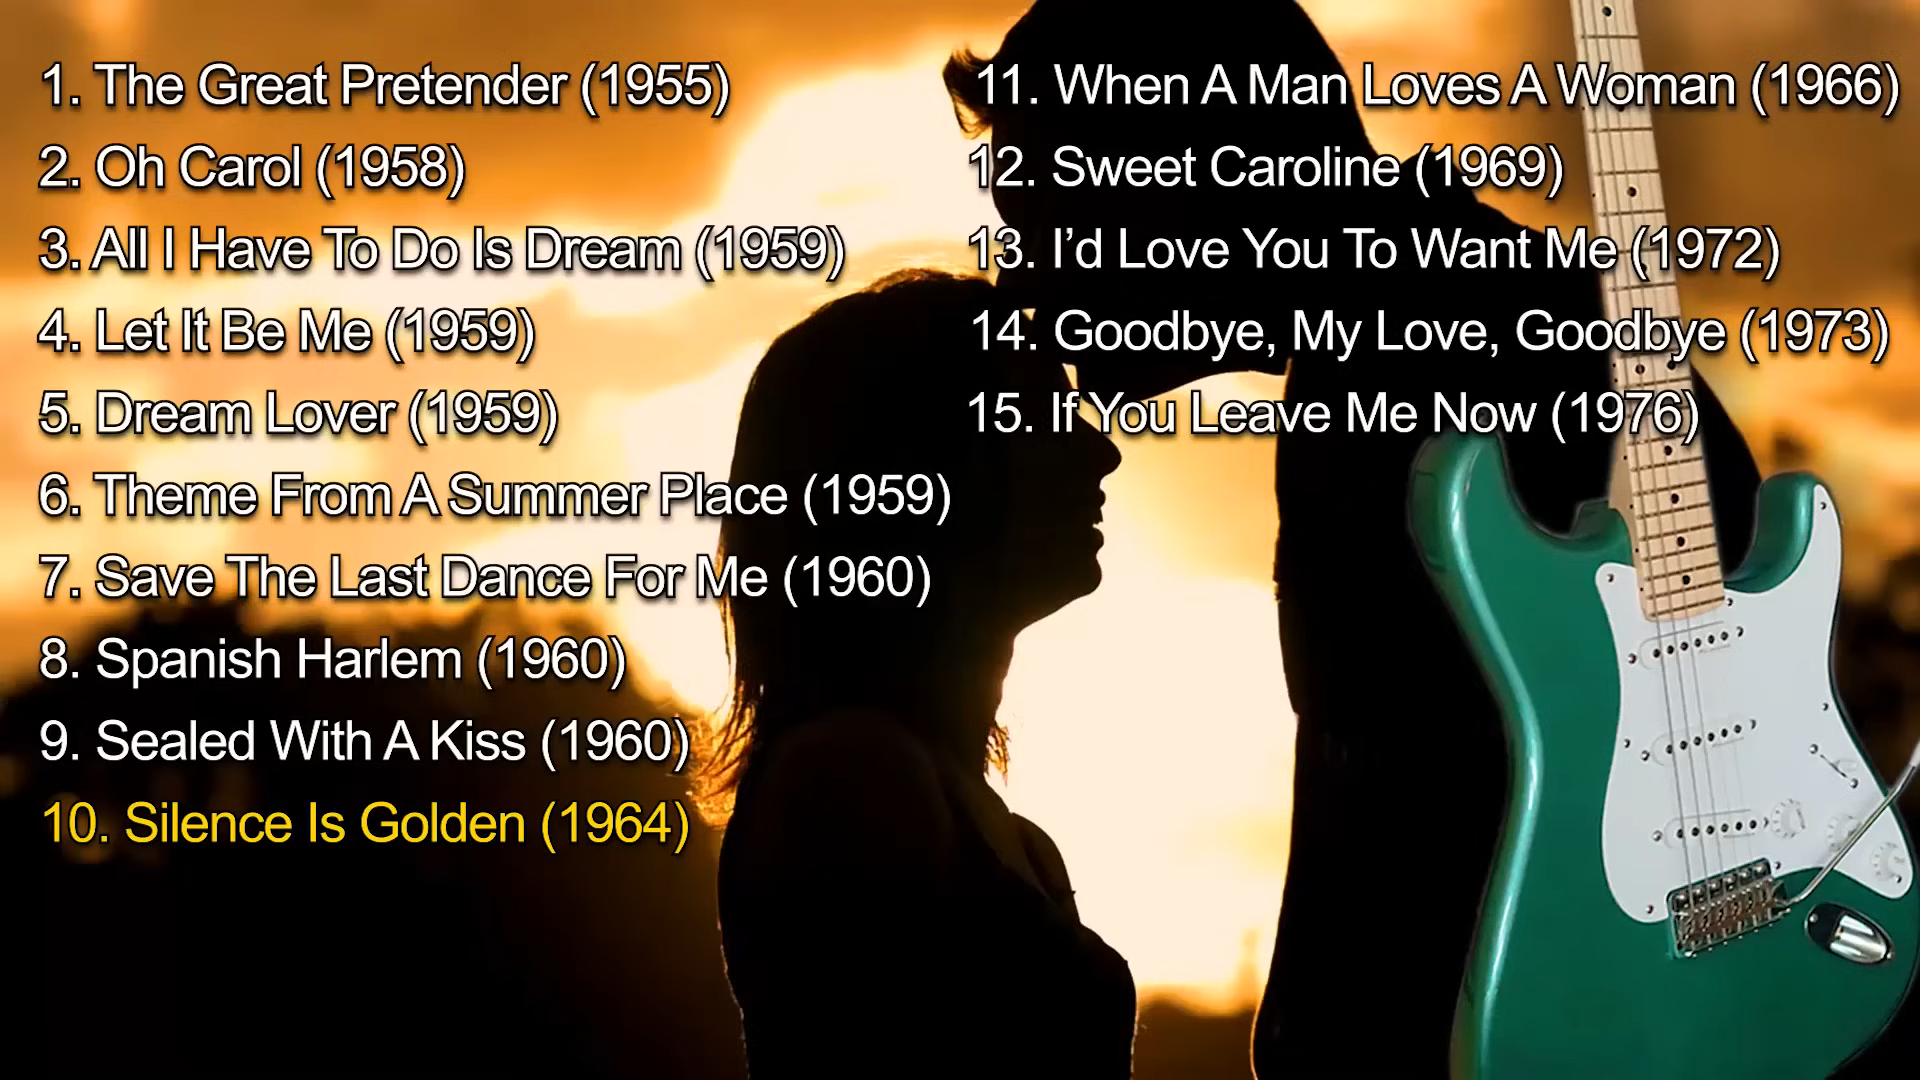 1. The Great Pretender (1955)
2. Oh Carol (1958)
3. All I Have To Do Is Dream (1959)
4. Let It Be Me (1959)
5. Dream Lover (1959)
6. Theme From A Summer Place (1959)
7. Save The Last Dance For Me (1960)
8. Spanish Harlem (1960)
9. Sealed With A Kiss (1960)
10. Silence Is Golden (1964)
11. When A Man Loves A Woman (1966)
12. Sweet Caroline (1969)
13. I’d Love You To Want Me (1972)
14. Goodbye, My Love, Goodbye (1973)
15. If You Leave Me Now (1976)